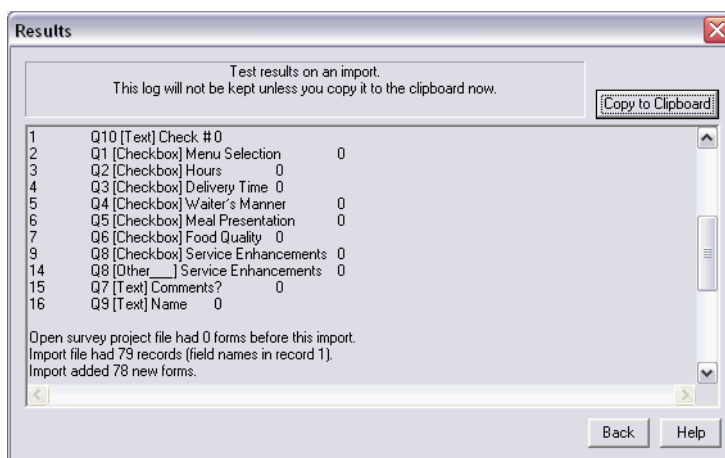 Results
Test results on an import.
This log will not be kept unless you copy it to the clipboard now.
Copy to Clipboard
1 Q10 [Text] Check # 0
2 Q1 [Checkbox] Menu Selection 0
3 Q2 [Checkbox] Hours 0
4 Q3 [Checkbox] Delivery Time 0
5 Q4 [Checkbox] Waiter's Manner 0
6 Q5 [Checkbox] Meal Presentation 0
7 Q6 [Checkbox] Food Quality 0
9 Q8 [Checkbox] Service Enhancements 0
14 Q8 [Other___] Service Enhancements 0
15 Q7 [Text] Comments? 0
16 Q9 [Text] Name 0
Open survey project file had 0 forms before this import.
Import file had 79 records (field names in record 1).
Import added 78 new forms.
Back Help